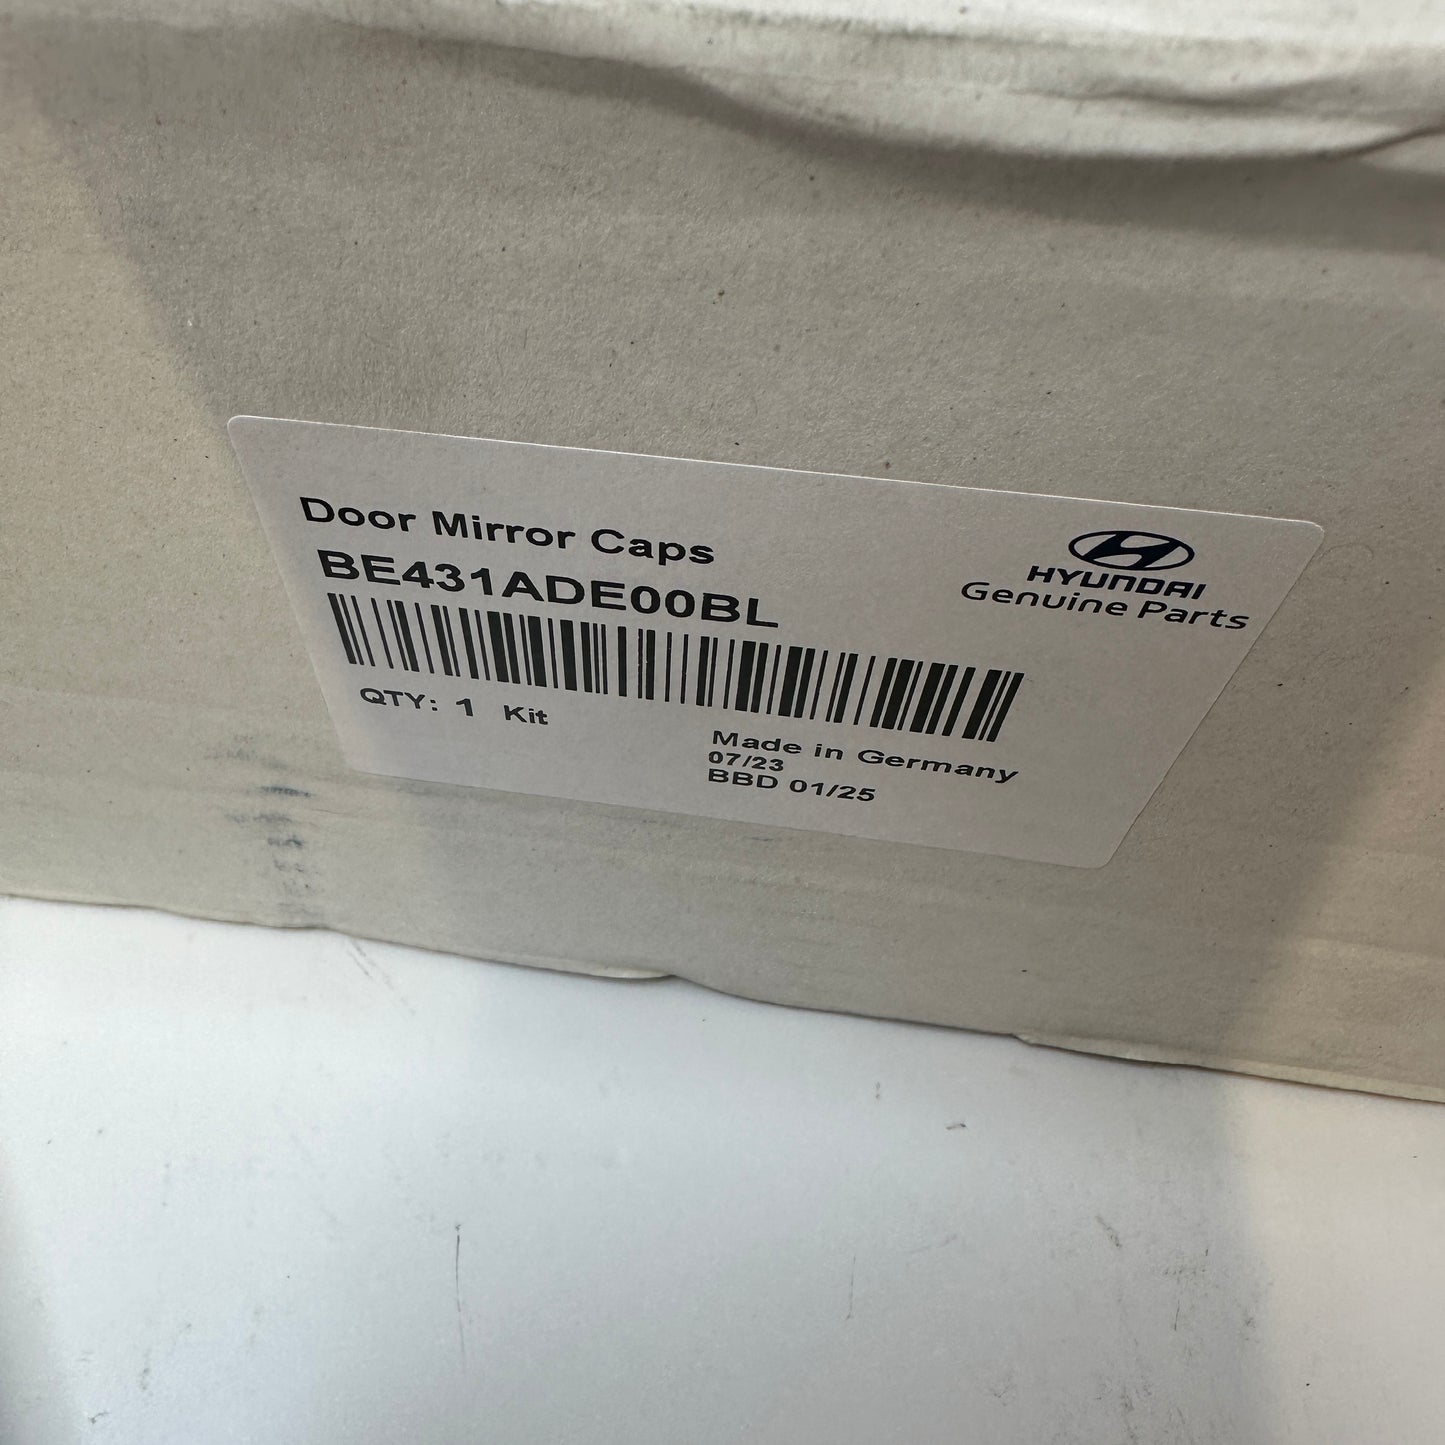 Door Mirror Caps
BE431ADE00BL
HYUNDAI
Genuine Parts
QTY: 1 Kit
Made in Germany
07/23
BBD 01/25